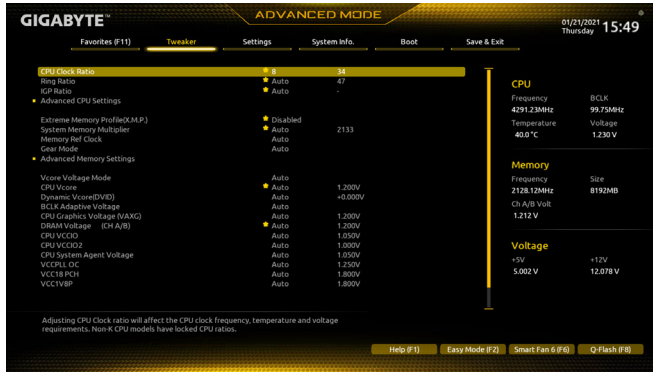 GIGABYTE™
ADVANCED MODE
01/21/2021 Thursday 15:49
Favorites (F11) Tweaker Settings System Info. Boot Save & Exit
CPU Clock Ratio 8 34
Ring Ratio Auto 47
IGP Ratio Auto -
Advanced CPU Settings
Extreme Memory Profile(X.M.P.) Disabled
System Memory Multiplier Auto 2133
Memory Ref Clock Auto
Gear Mode Auto
Advanced Memory Settings
Vcore Voltage Mode Auto
CPU Vcore Auto 1.200V
Dynamic Vcore(DVID) Auto +0.000V
BCLK Adaptive Voltage Auto
CPU Graphics Voltage (VAXG) Auto 1.200V
DRAM Voltage (CH A/B) Auto 1.200V
CPU VCCIO Auto 1.050V
CPU VCCIO2 Auto 1.000V
CPU System Agent Voltage Auto 1.050V
VCCPLL OC Auto 1.250V
VCC18 PCH Auto 1.800V
VCC1V8P Auto 1.800V
CPU
Frequency BCLK
4291.23MHz 99.75MHz
Temperature Voltage
40.0 °C 1.230 V
Memory
Frequency Size
2128.12MHz 8192MB
Ch A/B Volt
1.212 V
Voltage
+5V +12V
5.002 V 12.078 V
Adjusting CPU Clock ratio will affect the CPU clock frequency, temperature and voltage
requirements. Non-K CPU models have locked CPU ratios.
Help (F1) Easy Mode (F2) Smart Fan 6 (F6) Q-Flash (F8)